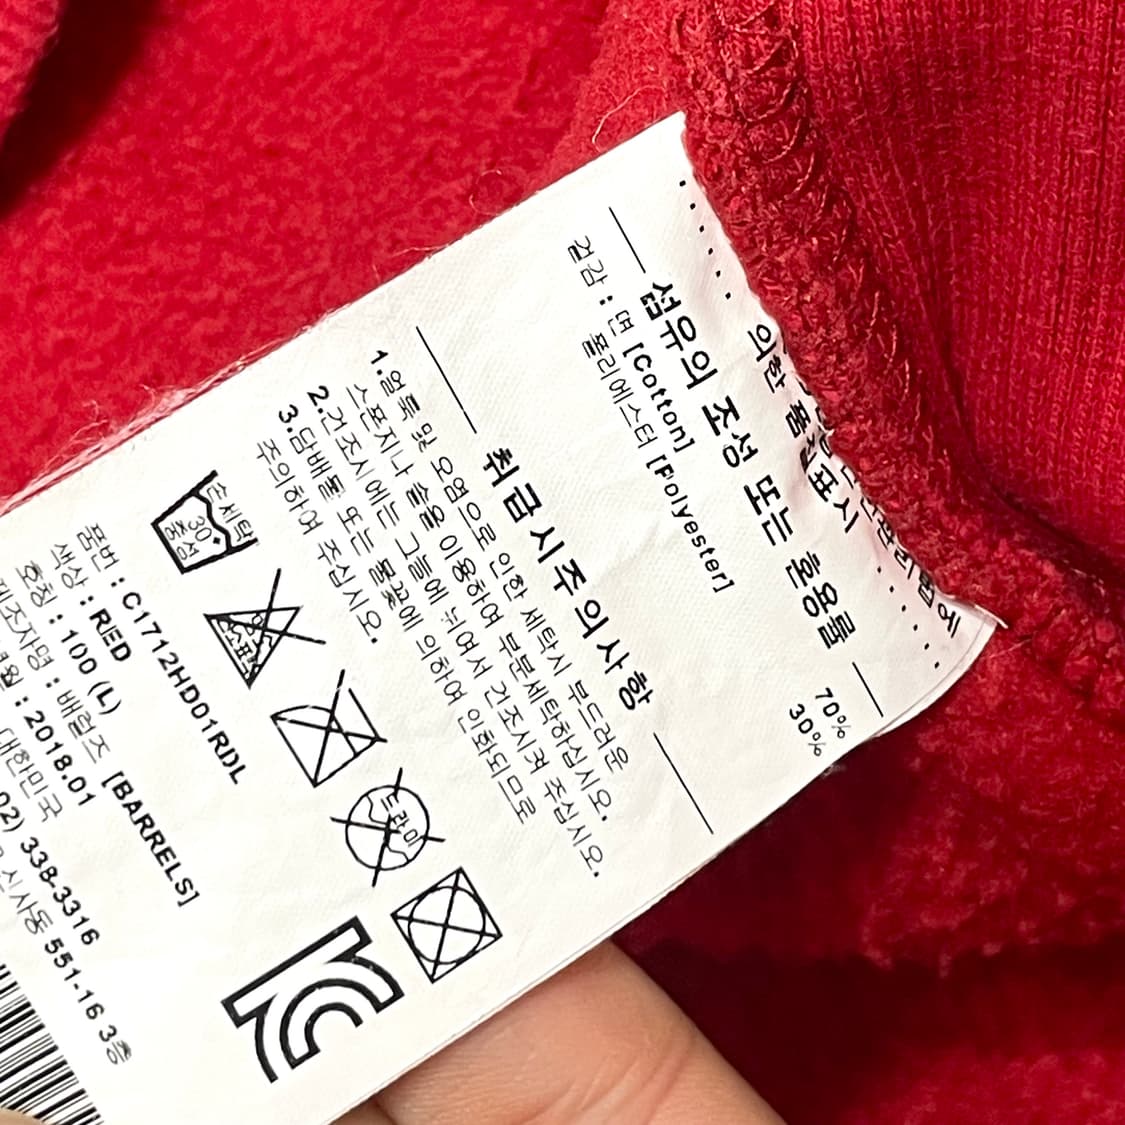 의한 품질표시
섬유의 조성 또는 혼용률
겉감 : 면 [Cotton] 70%
폴리에스터 [Polyester] 30%
취급시주의사항
1.얼룩 및 오염으로 인한 세탁시 부드러운
스폰지나 솔을 이용하여 부분세탁하십시오.
2.건조시에는 그늘에 뉘여서 건조시켜 주십시오.
3.담배불 또는 불꽃에 의하여 인화되므로
주의하여 주십시오.
손세탁
30°
중성
염소표백
드라이
품번 : C1712HD01RDL
색상 : RED
호칭 : 100 (L)
제조자명 : 배럴즈 [BARRELS]
: 2018.01
대한민국
02) 338-3316
신사동 551-16 3층